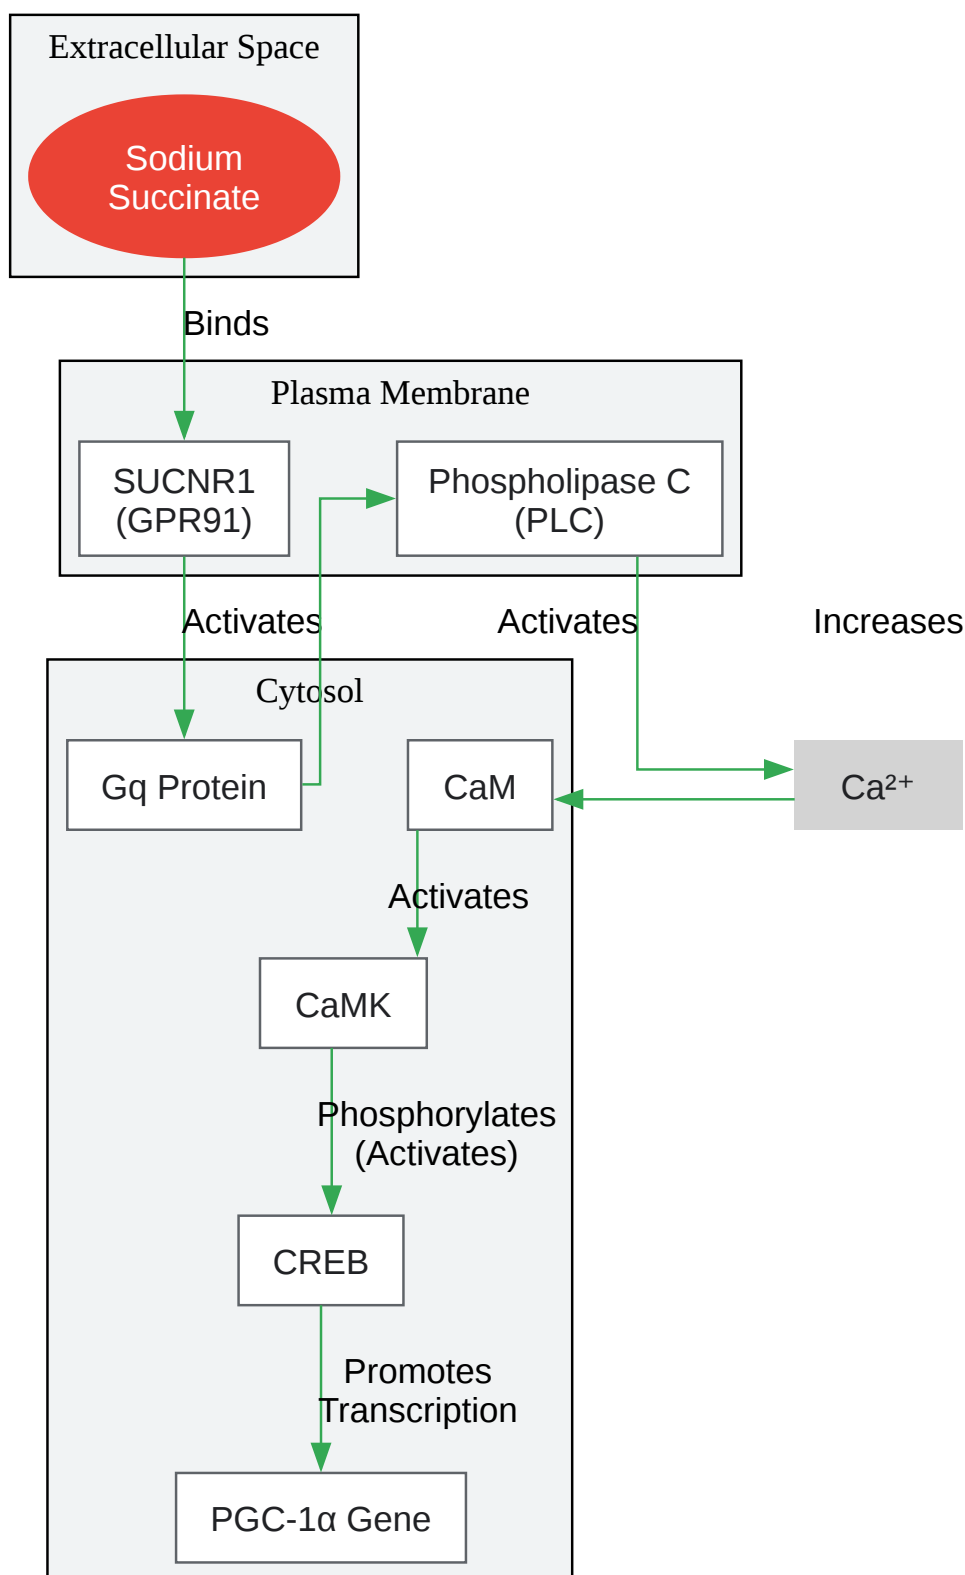 Extracellular Space
Sodium
Succinate
Binds
Plasma Membrane
SUCNR1
(GPR91)
Phospholipase C
(PLC)
Activates
Activates
Increases
Cytosol
Gq Protein
CaM
Ca²⁺
Activates
CaMK
Phosphorylates
(Activates)
CREB
Promotes
Transcription
PGC-1α Gene